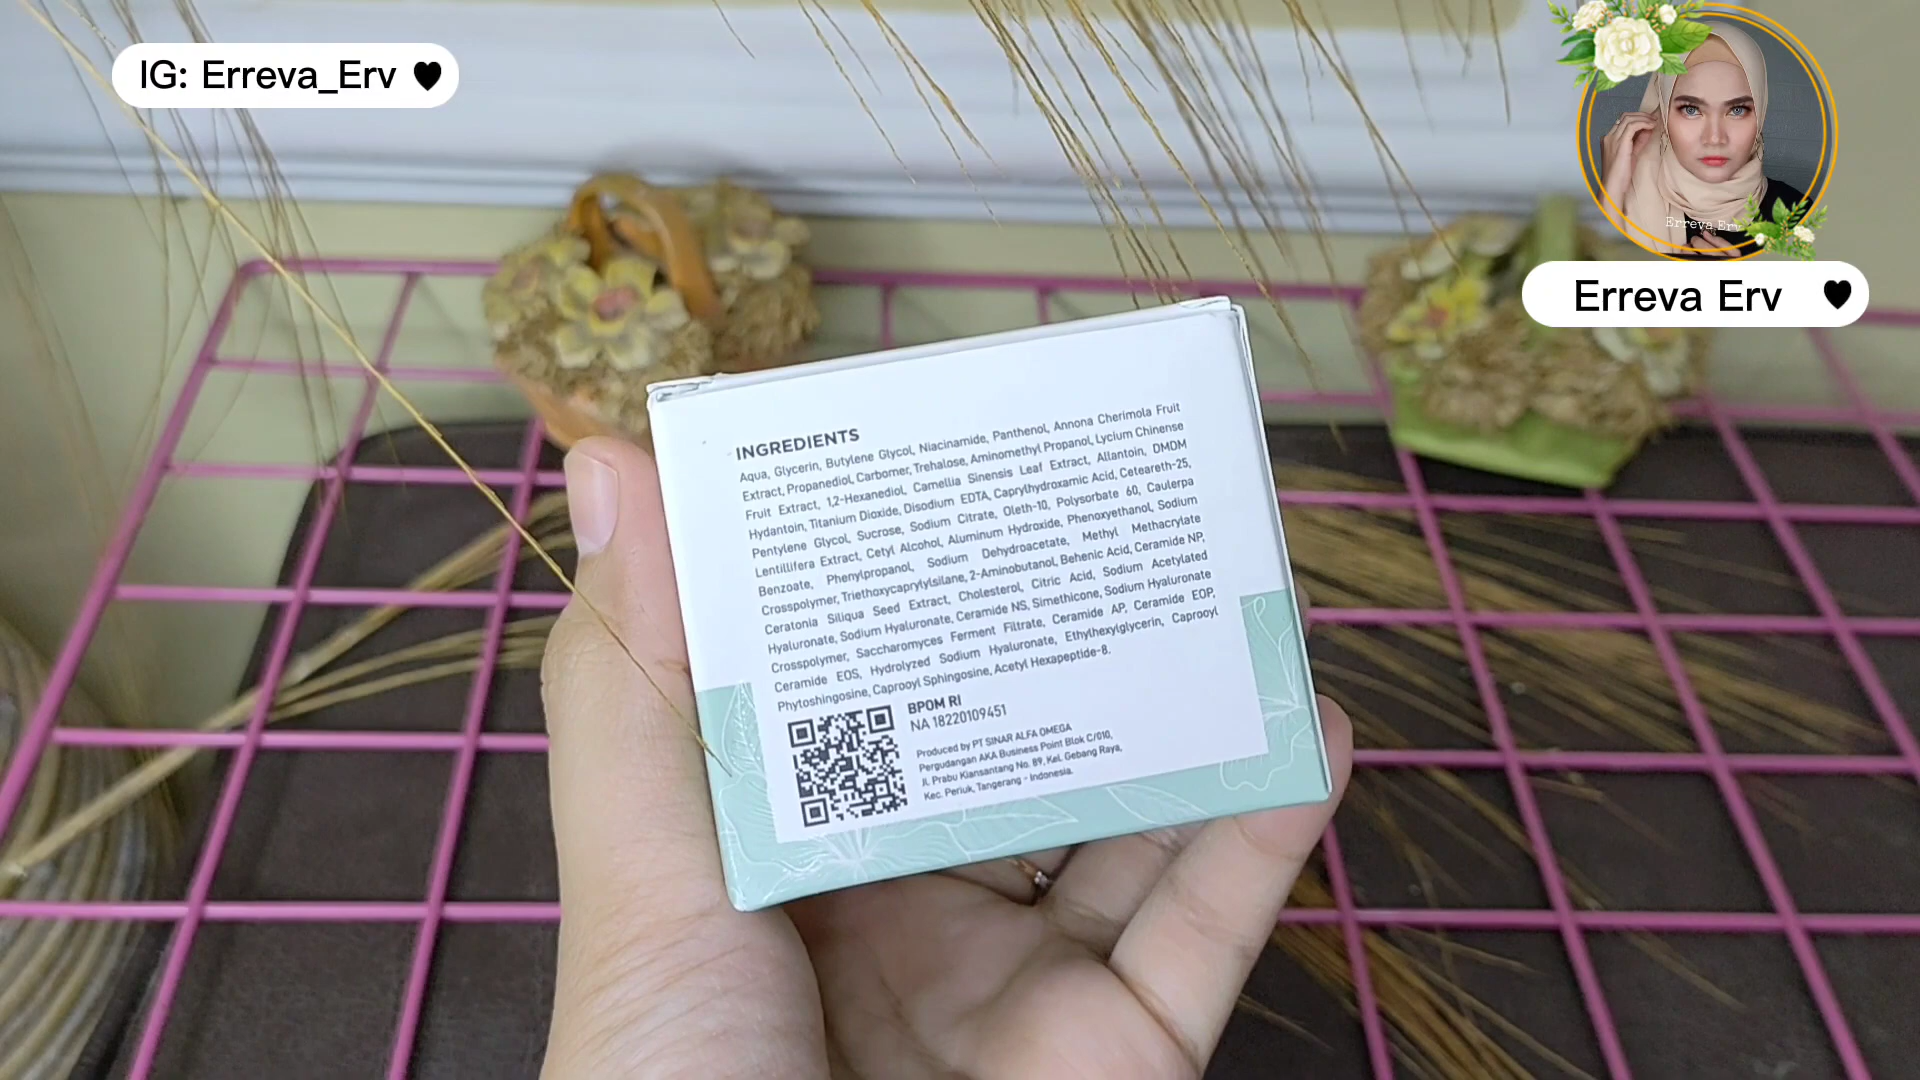 IG: Erreva_Erv ♥
Erreva Erv
Erreva Erv ♥
INGREDIENTS
Aqua, Glycerin, Butylene Glycol, Niacinamide, Panthenol, Annona Cherimola Fruit
Extract, Propanediol, Carbomer, Trehalose, Aminomethyl Propanol, Lycium Chinense
Fruit Extract, 1,2-Hexanediol, Camellia Sinensis Leaf Extract, Allantoin, DMDM
Hydantoin, Titanium Dioxide, Disodium EDTA, Caprylhydroxamic Acid, Ceteareth-25,
Pentylene Glycol, Sucrose, Sodium Citrate, Oleth-10, Polysorbate 60, Caulerpa
Lentillifera Extract, Cetyl Alcohol, Aluminum Hydroxide, Phenoxyethanol, Sodium
Benzoate, Phenylpropanol, Sodium Dehydroacetate, Methyl Methacrylate
Crosspolymer, Triethoxycaprylylsilane, 2-Aminobutanol, Behenic Acid, Ceramide NP,
Ceratonia Siliqua Seed Extract, Cholesterol, Citric Acid, Sodium Acetylated
Hyaluronate, Sodium Hyaluronate, Ceramide NS, Simethicone, Sodium Hyaluronate
Crosspolymer, Saccharomyces Ferment Filtrate, Ceramide AP, Ceramide EOP,
Ceramide EOS, Hydrolyzed Sodium Hyaluronate, Ethylhexylglycerin, Caprooyl
Phytoshingosine, Caprooyl Sphingosine, Acetyl Hexapeptide-8.
BPOM RI
NA 18220109451
Produced by PT SINAR ALFA OMEGA
Pergudangan AKA Business Point Blok C/010,
Jl. Prabu Kiansantang No. 89, Kel. Gebang Raya,
Kec. Periuk, Tangerang - Indonesia.